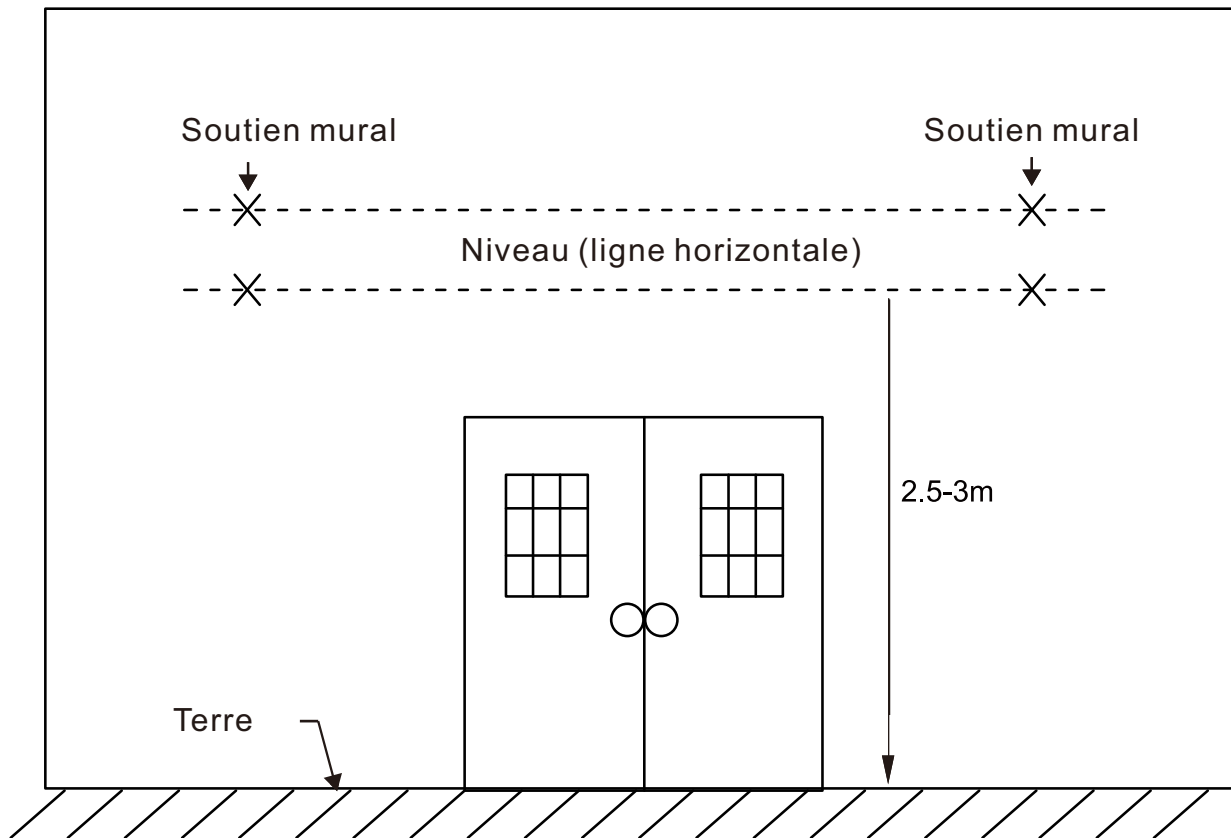 Soutien mural
Soutien mural
Niveau (ligne horizontale)
2.5-3m
Terre